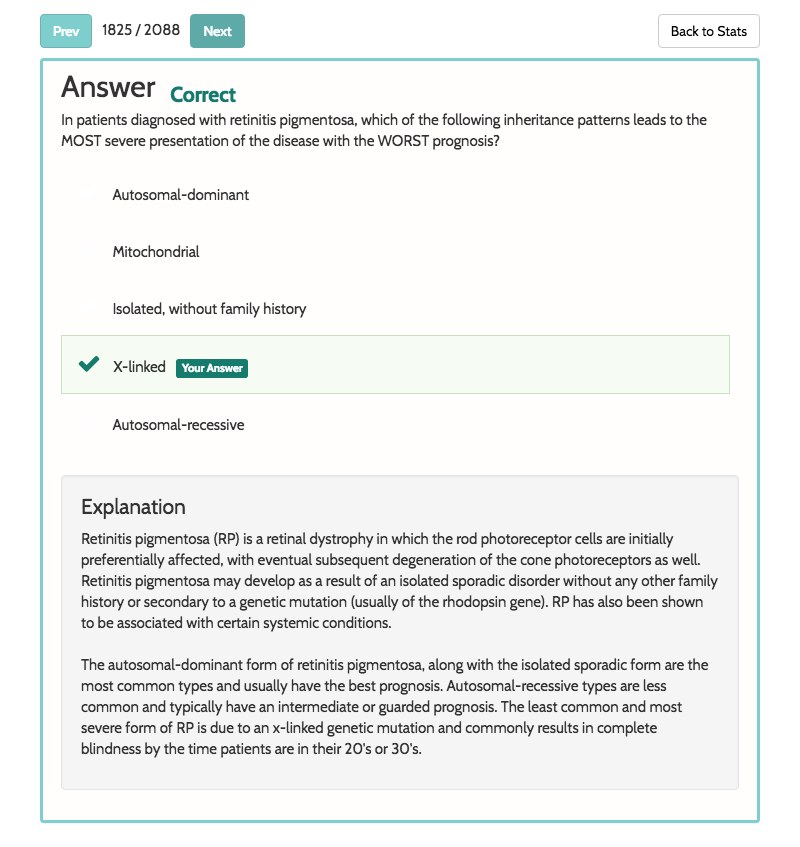 Prev 1825 / 2088 Next Back to Stats
Answer Correct
In patients diagnosed with retinitis pigmentosa, which of the following inheritance patterns leads to the
MOST severe presentation of the disease with the WORST prognosis?
Autosomal-dominant
Mitochondrial
Isolated, without family history
X-linked Your Answer
Autosomal-recessive
Explanation
Retinitis pigmentosa (RP) is a retinal dystrophy in which the rod photoreceptor cells are initially
preferentially affected, with eventual subsequent degeneration of the cone photoreceptors as well.
Retinitis pigmentosa may develop as a result of an isolated sporadic disorder without any other family
history or secondary to a genetic mutation (usually of the rhodopsin gene). RP has also been shown
to be associated with certain systemic conditions.
The autosomal-dominant form of retinitis pigmentosa, along with the isolated sporadic form are the
most common types and usually have the best prognosis. Autosomal-recessive types are less
common and typically have an intermediate or guarded prognosis. The least common and most
severe form of RP is due to an x-linked genetic mutation and commonly results in complete
blindness by the time patients are in their 20's or 30's.